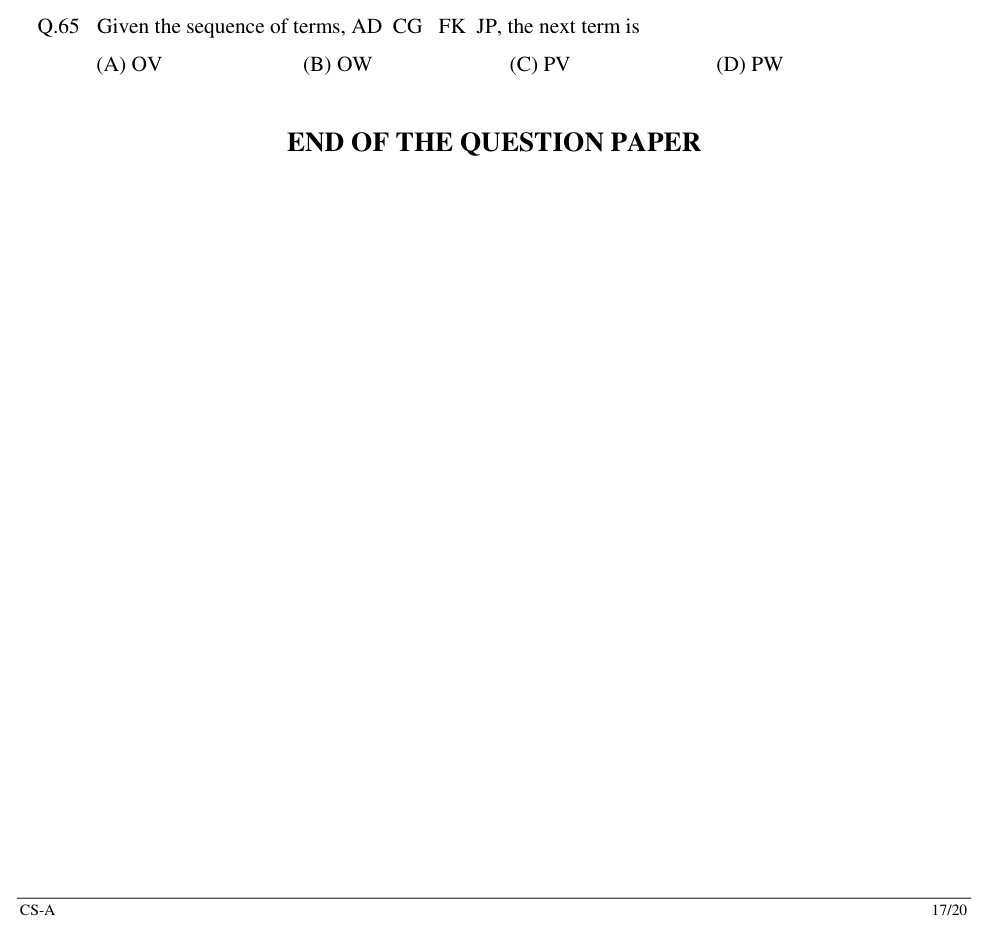 Q.65 Given the sequence of terms, AD CG FK JP, the next term is
(A) OV (B) OW (C) PV (D) PW
END OF THE QUESTION PAPER
CS-A 17/20